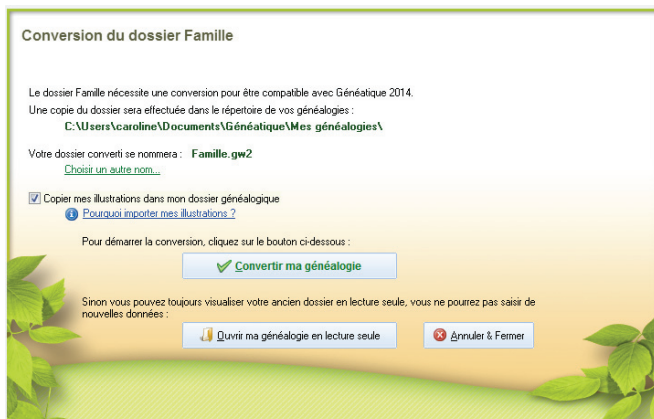 Conversion du dossier Famille
Le dossier Famille nécessite une conversion pour être compatible avec Généatique 2014.
Une copie du dossier sera effectuée dans le répertoire de vos généalogies :
C:\Users\caroline\Documents\Généatique\Mes généalogies\
Votre dossier converti se nommera : Famille.gw2
Choisir un autre nom...
Copier mes illustrations dans mon dossier généalogique
Pourquoi importer mes illustrations ?
Pour démarrer la conversion, cliquez sur le bouton ci-dessous :
Convertir ma généalogie
Sinon vous pouvez toujours visualiser votre ancien dossier en lecture seule, vous ne pourrez pas saisir de
nouvelles données :
Ouvrir ma généalogie en lecture seule
Annuler & Fermer